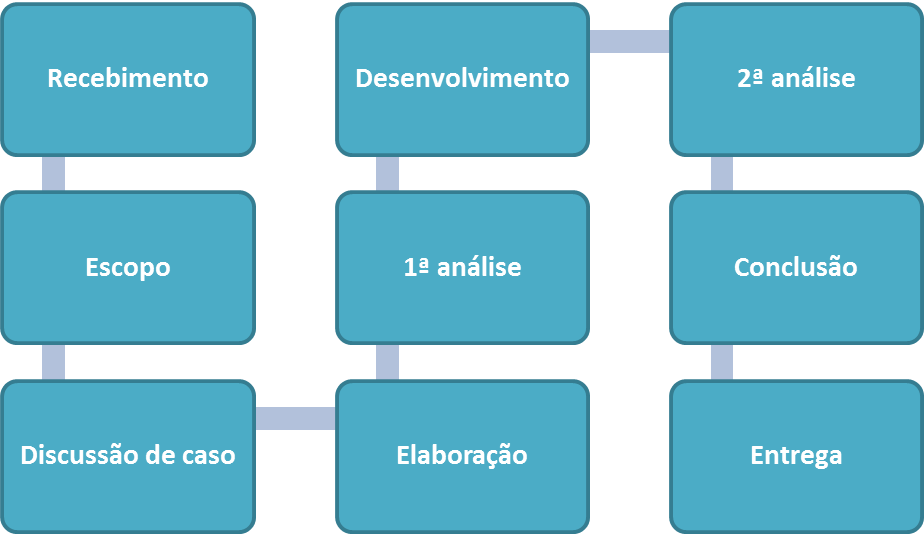 Recebimento
Escopo
Discussão de caso
Elaboração
1ª análise
Desenvolvimento
2ª análise
Conclusão
Entrega